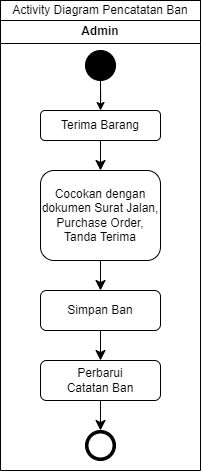 Activity Diagram Pencatatan Ban
Admin
Terima Barang
Cocokan dengan
dokumen Surat Jalan,
Purchase Order,
Tanda Terima
Simpan Ban
Perbarui
Catatan Ban